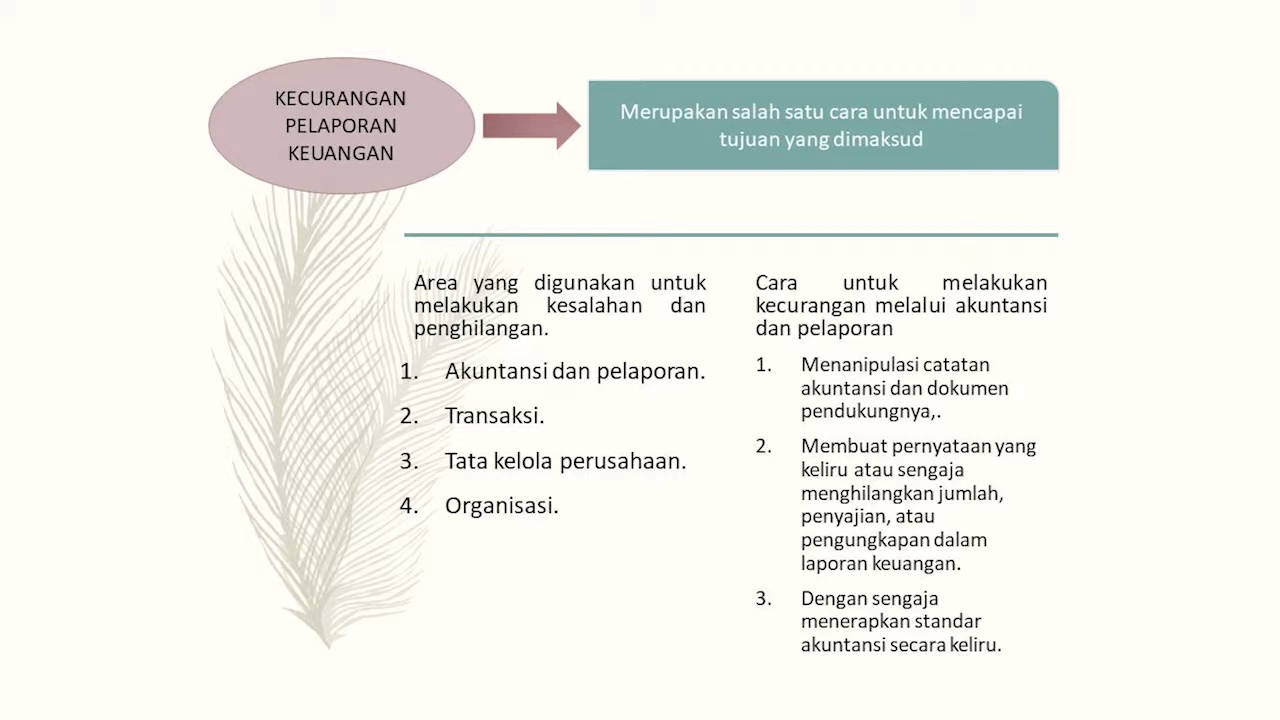 KECURANGAN
PELAPORAN
KEUANGAN
Merupakan salah satu cara untuk mencapai
tujuan yang dimaksud
Area yang digunakan untuk
melakukan kesalahan dan
penghilangan.
1. Akuntansi dan pelaporan.
2. Transaksi.
3. Tata kelola perusahaan.
4. Organisasi.
Cara untuk melakukan
kecurangan melalui akuntansi
dan pelaporan
1. Menanipulasi catatan
akuntansi dan dokumen
pendukungnya,.
2. Membuat pernyataan yang
keliru atau sengaja
menghilangkan jumlah,
penyajian, atau
pengungkapan dalam
laporan keuangan.
3. Dengan sengaja
menerapkan standar
akuntansi secara keliru.